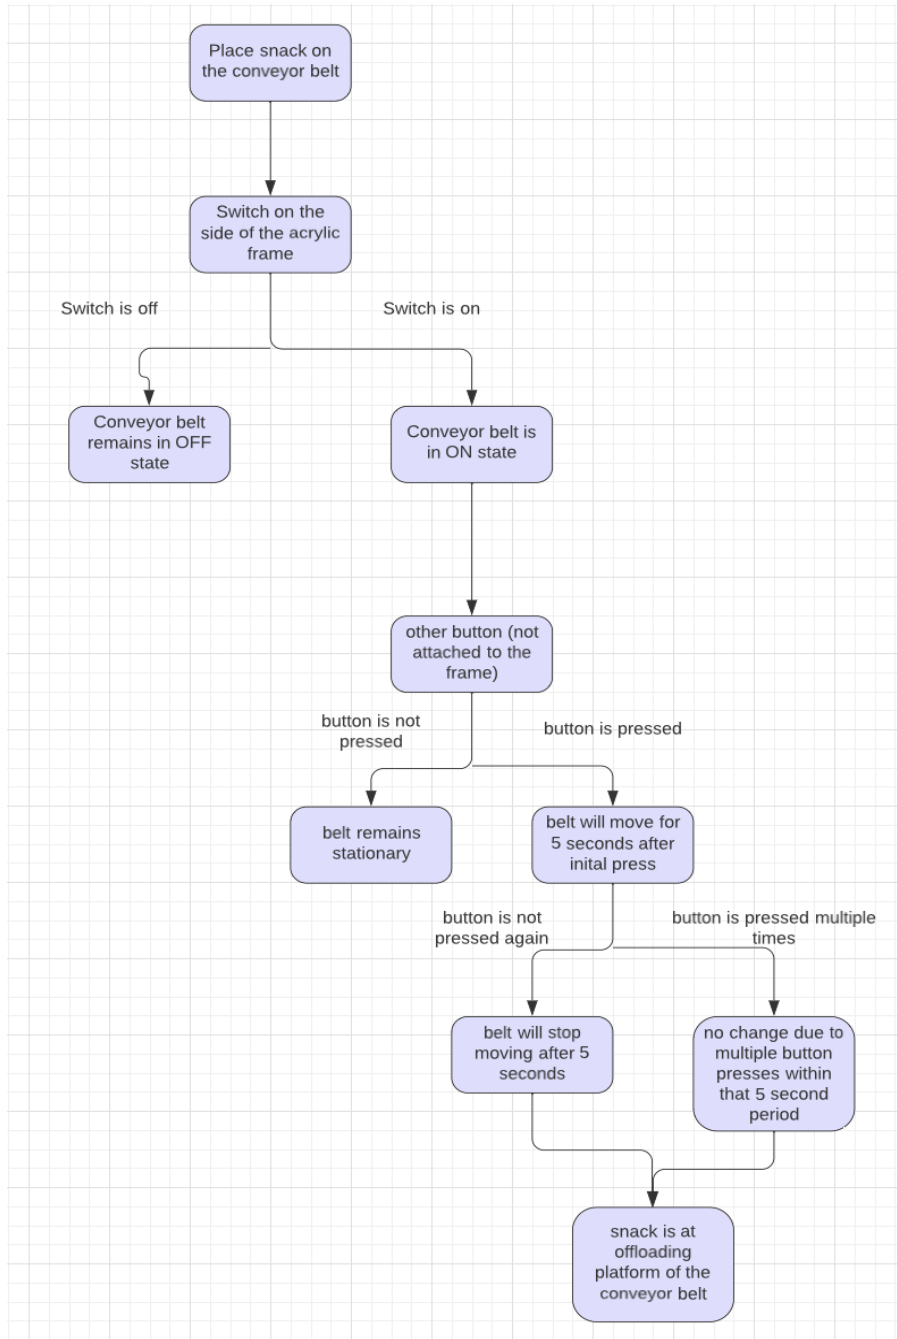 Place snack on
the conveyor belt
Switch on the
side of the acrylic
frame
Switch is off
Switch is on
Conveyor belt
remains in OFF
state
Conveyor belt is
in ON state
other button (not
attached to the
frame)
button is not
pressed
button is pressed
belt remains
stationary
belt will move for
5 seconds after
inital press
button is not
pressed again
button is pressed multiple
times
belt will stop
moving after 5
seconds
no change due to
multiple button
presses within
that 5 second
period
snack is at
offloading
platform of the
conveyor belt